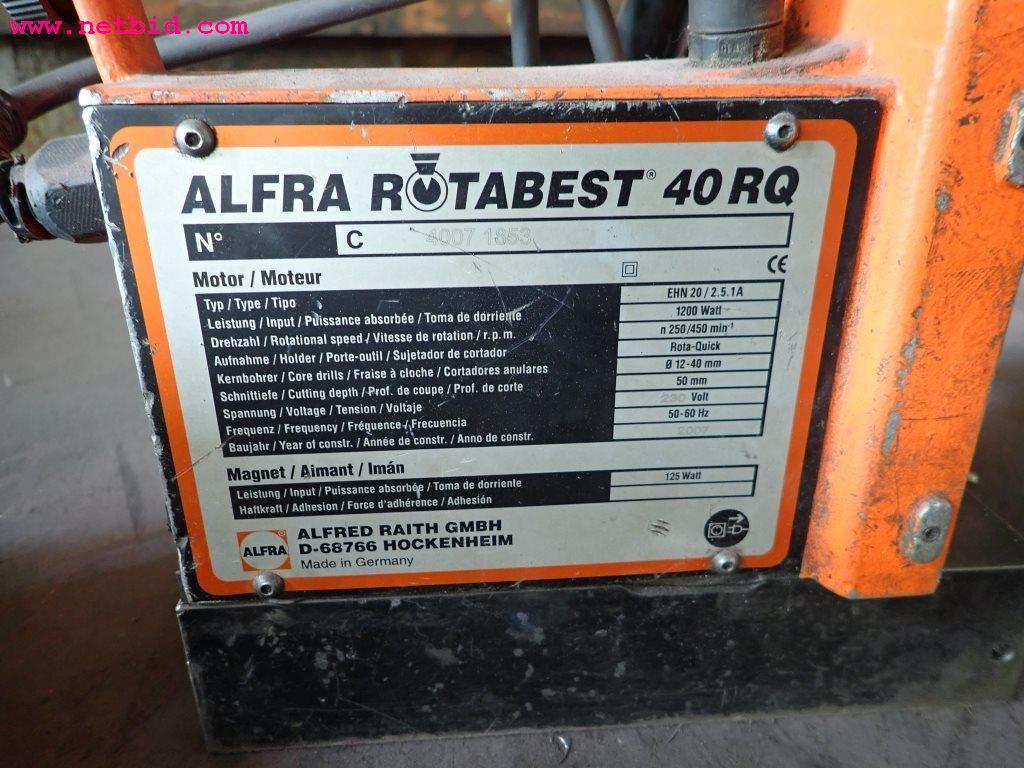 www.netbid.com
ALFRA ROTABEST® 40 RQ
N° C 4007 1853
CE
Motor / Moteur
Typ / Type / Tipo EHN 20 / 2.5.1A
Leistung / Input / Puissance absorbée / Toma de dorriente 1200 Watt
Drehzahl / Rotational speed / Vitesse de rotation / r.p.m. n 250/450 min-¹
Aufnahme / Holder / Porte-outil / Sujetador de cortador Rota-Quick
Kernbohrer / Core drills / Fraise à cloche / Cortadores anulares Ø 12-40 mm
Schnittiefe / Cutting depth / Prof. de coupe / Prof. de corte 50 mm
Spannung / Voltage / Tension / Voltaje 230 Volt
Frequenz / Frequency / Fréquence / Frecuencia 50-60 Hz
Baujahr / Year of constr. / Année de constr. / Anno de constr. 2007
Magnet / Aimant / Imán
Leistung / Input / Puissance absorbée / Toma de dorriente 125 Watt
Haftkraft / Adhesion / Force d'adhérence / Adhesión
ALFRA®
ALFRED RAITH GMBH
D-68766 HOCKENHEIM
Made in Germany